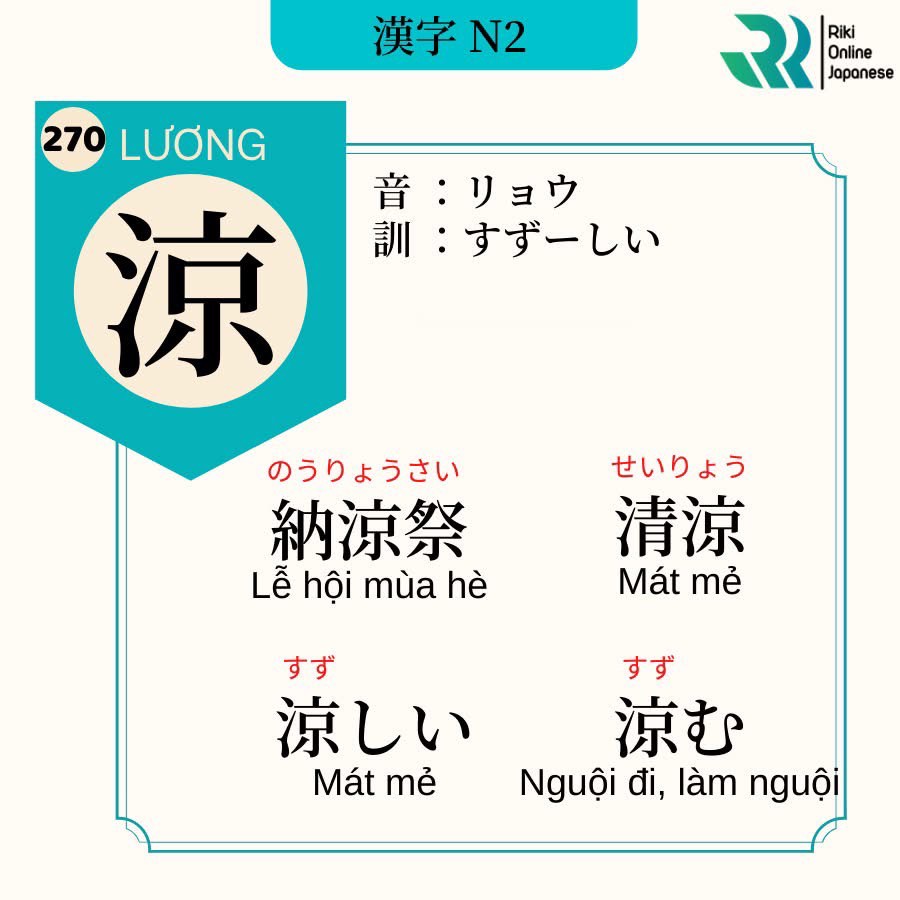 漢字 N2
Riki
Online
Japanese
270 LƯƠNG
涼
音 ：リョウ
訓 ：すずーしい
のうりょうさい
納涼祭
Lễ hội mùa hè
せいりょう
清涼
Mát mẻ
すず
涼しい
Mát mẻ
すず
涼む
Nguội đi, làm nguội